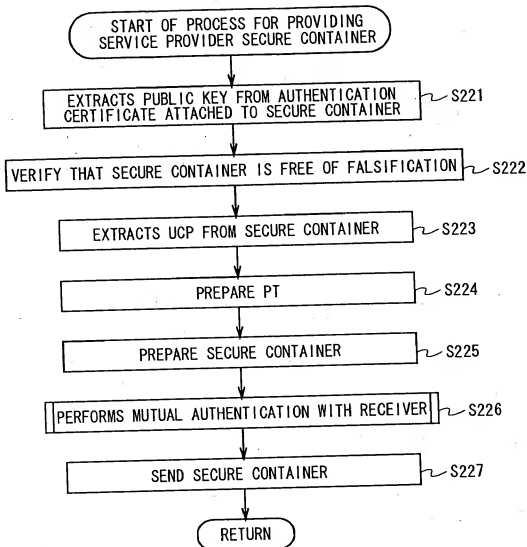 START OF PROCESS FOR PROVIDING
SERVICE PROVIDER SECURE CONTAINER
EXTRACTS PUBLIC KEY FROM AUTHENTICATION
CERTIFICATE ATTACHED TO SECURE CONTAINER
S221
VERIFY THAT SECURE CONTAINER IS FREE OF FALSIFICATION
S222
EXTRACTS UCP FROM SECURE CONTAINER
S223
PREPARE PT
S224
PREPARE SECURE CONTAINER
S225
PERFORMS MUTUAL AUTHENTICATION WITH RECEIVER
S226
SEND SECURE CONTAINER
S227
RETURN